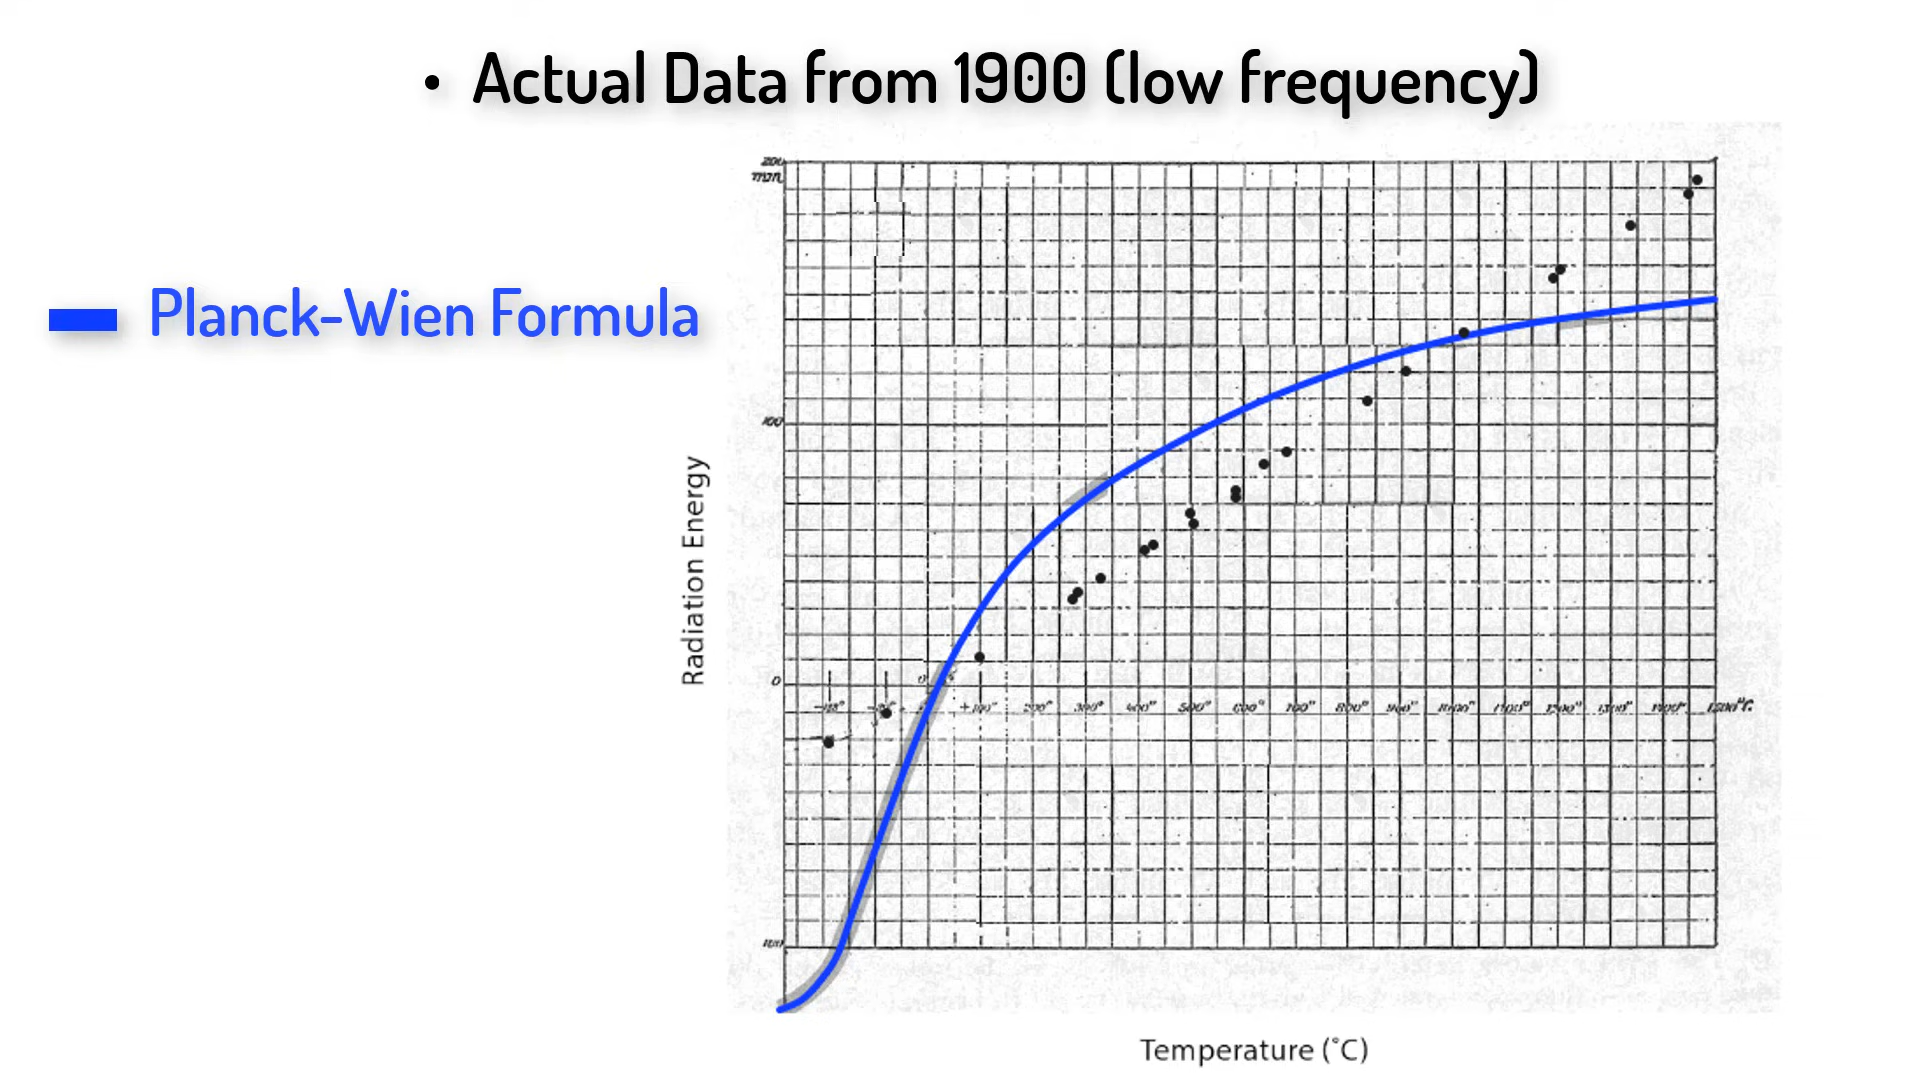 • Actual Data from 1900 (low frequency)
Planck-Wien Formula
200
mm
100
0
+100° 200° 300° 400° 500° 600° 700° 800° 900° 1000° 1100° 1200° 1300° 1400° 1500°C.
100
Radiation Energy
Temperature (°C)